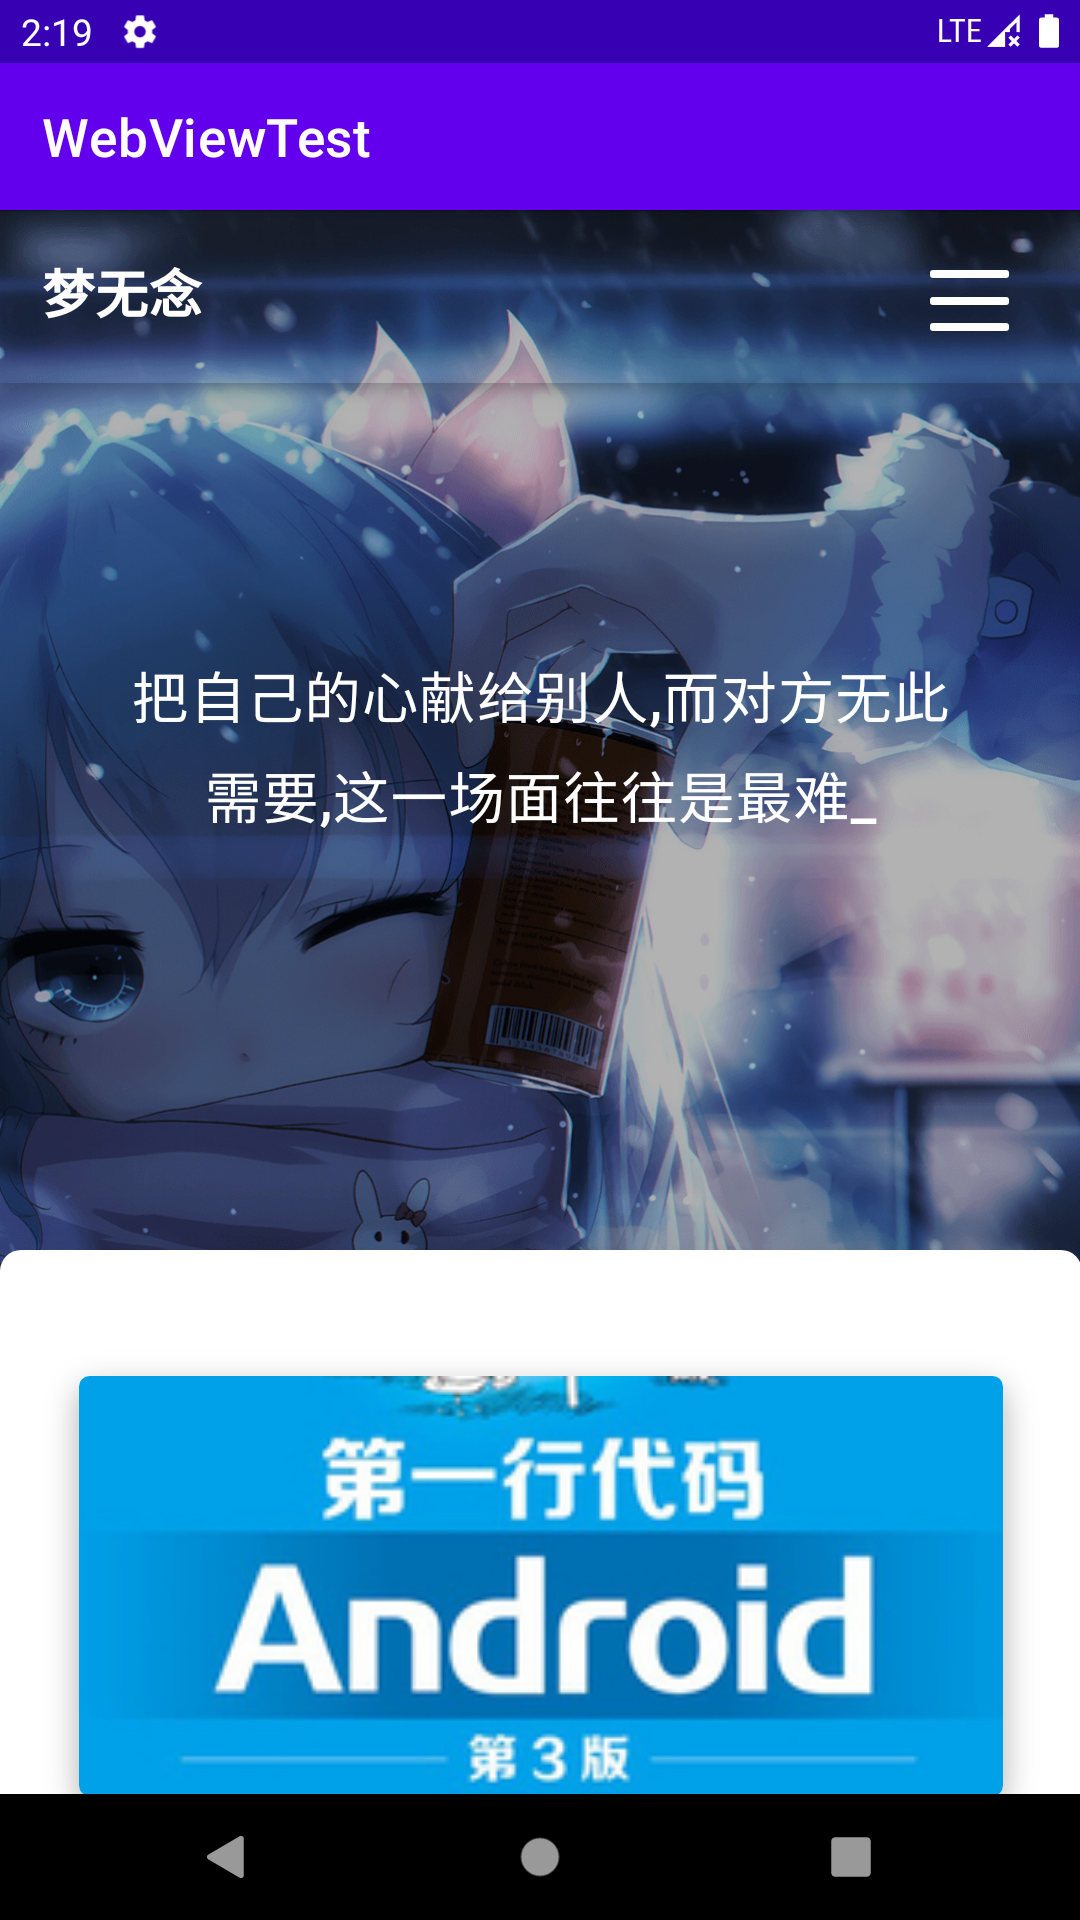 2:19
LTE
WebViewTest
梦无念
把自己的心献给别人,而对方无此
需要,这一场面往往是最难_
第一行代码
Android
第3版